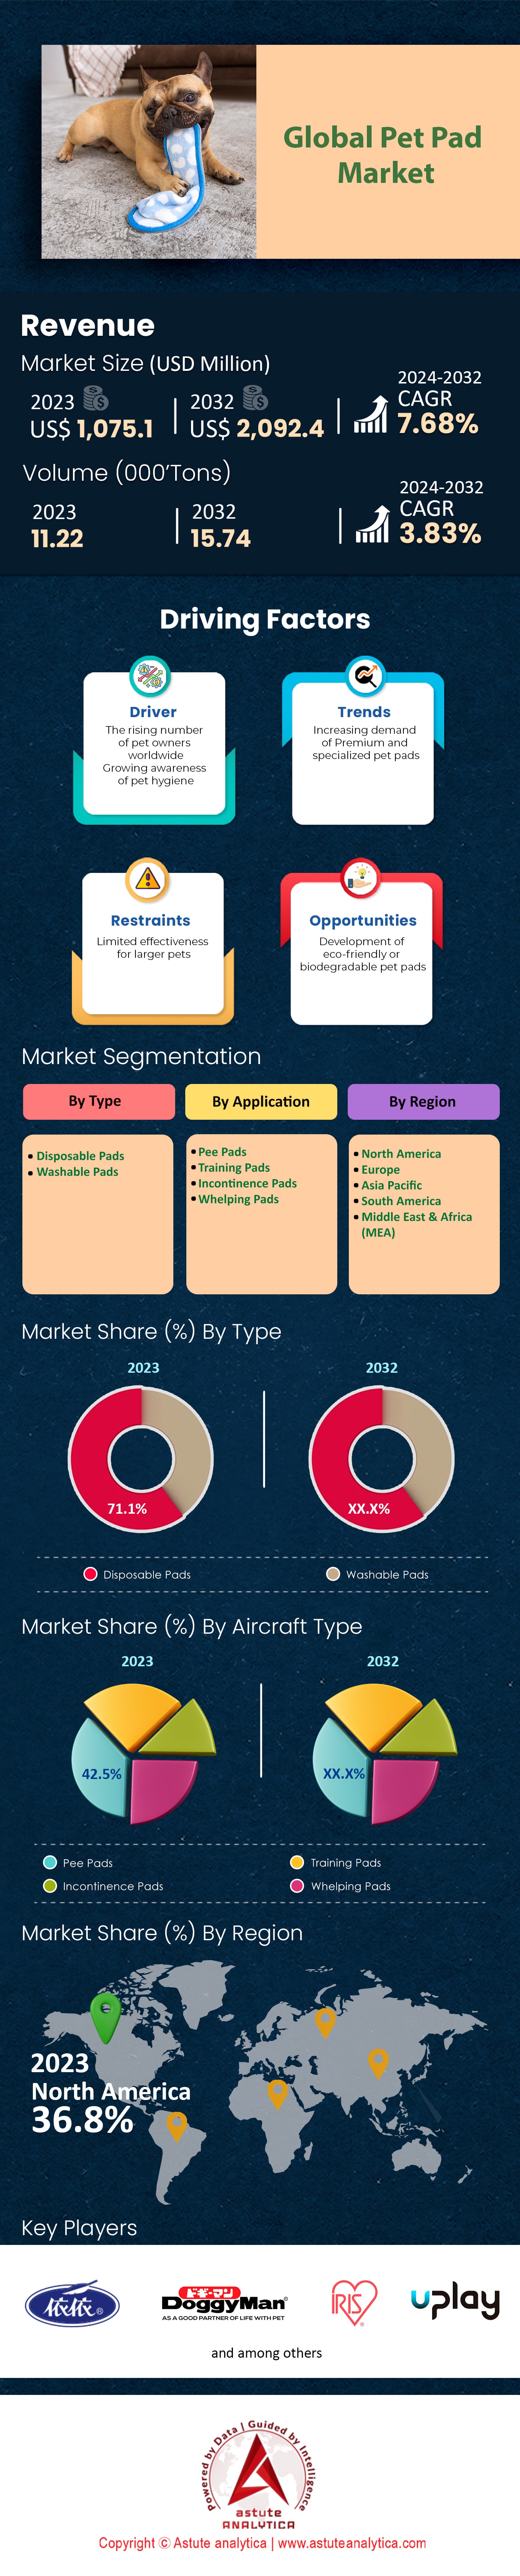 Global Pet Pad
Market
Revenue
Market Size (USD Million)
2023
US$ 1,075.1
2032
US$ 2,092.4
2024-2032
CAGR
7.68%
Volume (000'Tons)
2023
11.22
2032
15.74
2024-2032
CAGR
3.83%
Driving Factors
Driver
The rising number
of pet owners
worldwide
Growing awareness
of pet hygiene
Trends
Increasing demand
of Premium and
specialized pet pads
Restraints
Limited effectiveness
for larger pets
Opportunities
Development of
eco-friendly or
biodegradable pet pads
Market Segmentation
By Type
By Application
By Region
• Disposable Pads
• Washable Pads
• Pee Pads
• Training Pads
• Incontinence Pads
• Whelping Pads
• North America
• Europe
• Asia Pacific
• South America
• Middle East & Africa
(MEA)
Market Share (%) By Type
2023
2032
71.1%
XX.X%
Disposable Pads
Washable Pads
Market Share (%) By Aircraft Type
2023
2032
42.5%
XX.X%
Pee Pads
Training Pads
Incontinence Pads
Whelping Pads
Market Share (%) By Region
2023
North America
36.8%
Key Players
依依®
ドギーマン
DoggyMan®
AS A GOOD PARTNER OF LIFE WITH PET
IRIS®
uplay
and among others
Powered by Data | Guided by Intelligence
astute
ANALYTICA
Copyright © Astute analytica | www.astuteanalytica.com